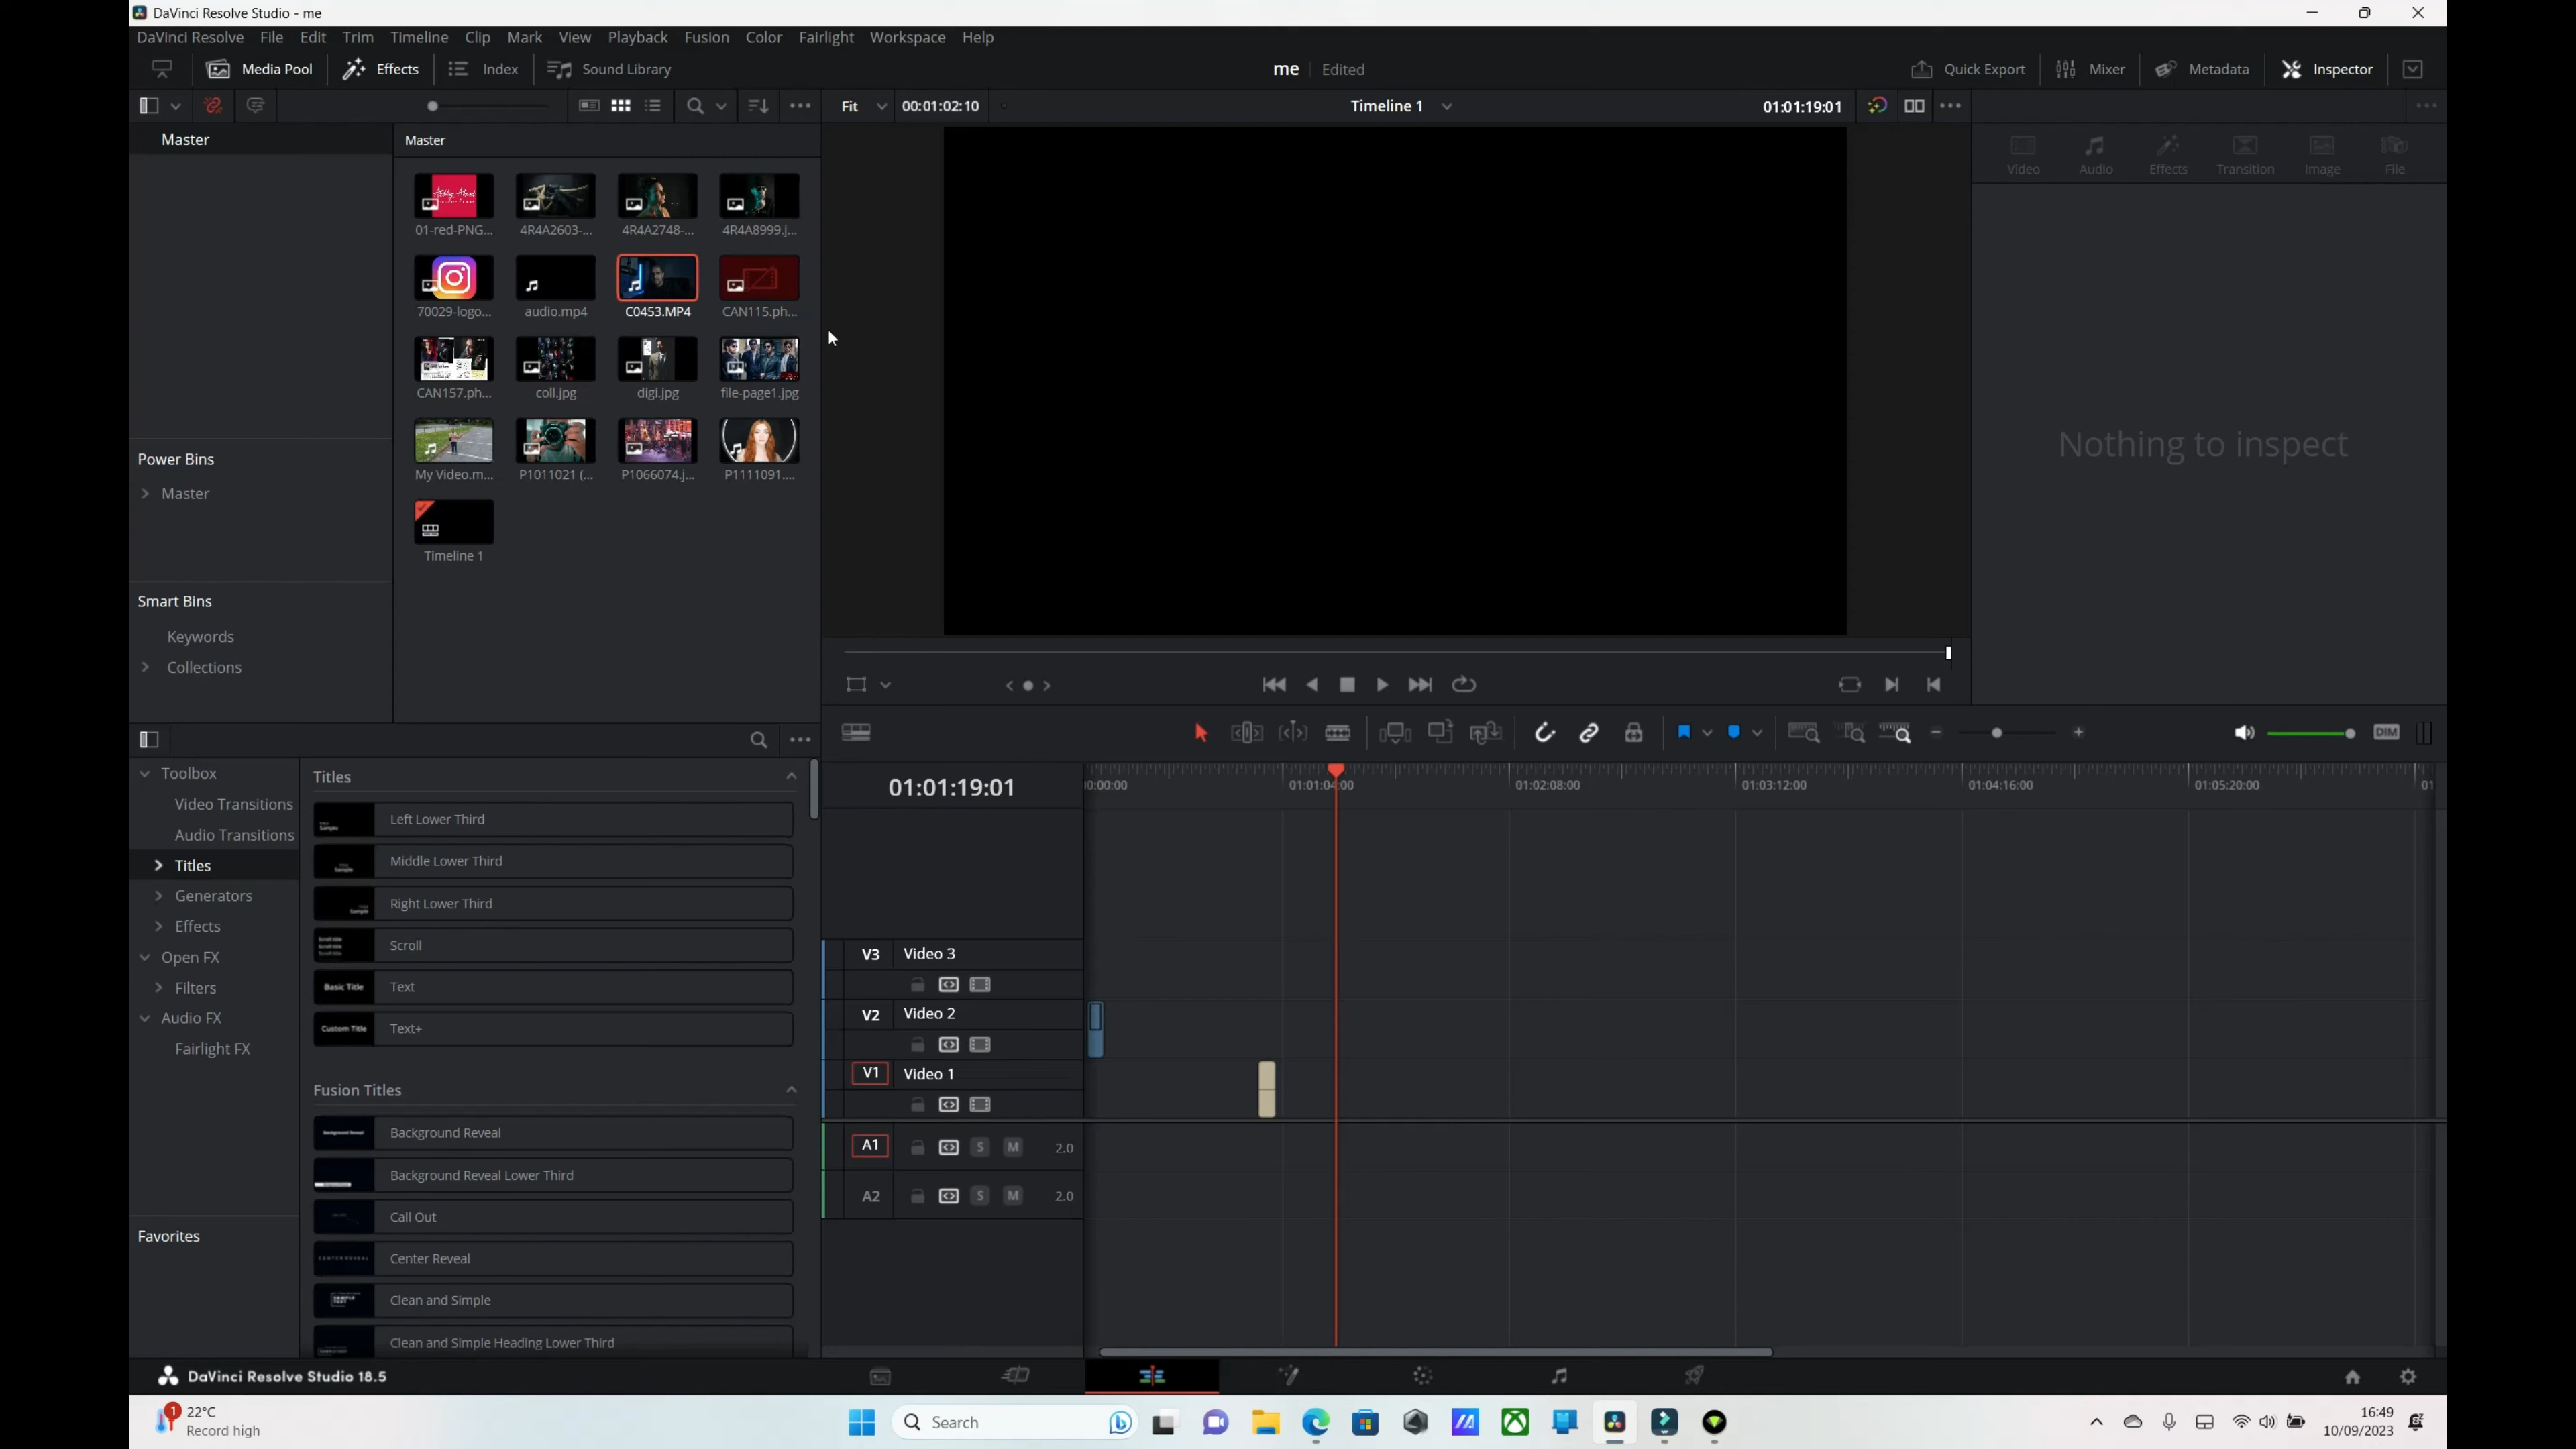 DaVinci Resolve Studio - me
DaVinci Resolve File Edit Trim Timeline Clip Mark View Playback Fusion Color Fairlight Workspace Help
Media Pool Effects Index Sound Library me Edited Quick Export Mixer Metadata Inspector
Fit 00:01:02:10 Timeline 1 01:01:19:01
Master
Master
Video Audio Effects Transition Image File
01-red-PNG... 4R4A2603-... 4R4A2748-... 4R4A8999.j...
70029-logo... audio.mp4 C0453.MP4 CAN115.ph...
CAN157.ph... coll.jpg digi.jpg file-page1.jpg
Nothing to inspect
Power Bins
My Video.m... P1011021 (... P1066074.j... P1111091....
Master
Timeline 1
Smart Bins
Keywords
Collections
DIM
Toolbox
Video Transitions
Audio Transitions
Titles
Generators
Effects
Open FX
Filters
Audio FX
Fairlight FX
Favorites
Titles
Left Lower Third
Middle Lower Third
Right Lower Third
Scroll
Basic Title Text
Custom Title Text+
Fusion Titles
Background Reveal
Background Reveal Lower Third
Call Out
Center Reveal
Clean and Simple
Clean and Simple Heading Lower Third
01:01:19:01
00:00:00 01:01:04:00 01:02:08:00 01:03:12:00 01:04:16:00 01:05:20:00 01
V3 Video 3
V2 Video 2
V1 Video 1
A1 S M 2.0
A2 S M 2.0
DaVinci Resolve Studio 18.5
1 22°C
Record high
Search
16:49
10/09/2023